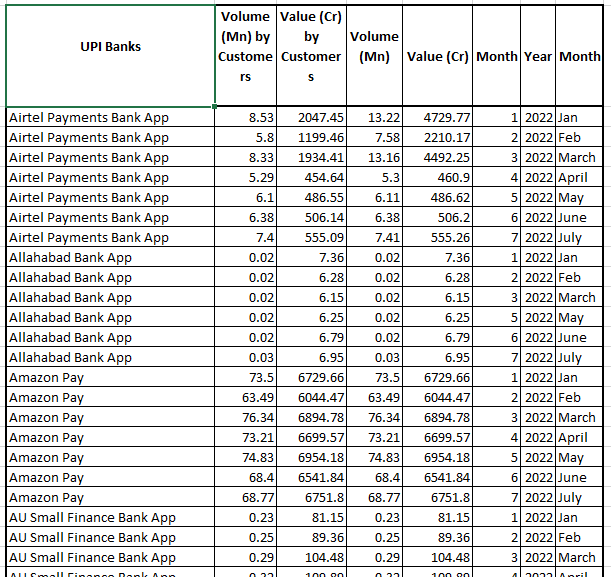 UPI Banks Volume (Mn) by Customers Value (Cr) by Customers Volume (Mn) Value (Cr) Month Year Month
Airtel Payments Bank App 8.53 2047.45 13.22 4729.77 1 2022 Jan
Airtel Payments Bank App 5.8 1199.46 7.58 2210.17 2 2022 Feb
Airtel Payments Bank App 8.33 1934.41 13.16 4492.25 3 2022 March
Airtel Payments Bank App 5.29 454.64 5.3 460.9 4 2022 April
Airtel Payments Bank App 6.1 486.55 6.11 486.62 5 2022 May
Airtel Payments Bank App 6.38 506.14 6.38 506.2 6 2022 June
Airtel Payments Bank App 7.4 555.09 7.41 555.26 7 2022 July
Allahabad Bank App 0.02 7.36 0.02 7.36 1 2022 Jan
Allahabad Bank App 0.02 6.28 0.02 6.28 2 2022 Feb
Allahabad Bank App 0.02 6.15 0.02 6.15 3 2022 March
Allahabad Bank App 0.02 6.25 0.02 6.25 5 2022 May
Allahabad Bank App 0.02 6.79 0.02 6.79 6 2022 June
Allahabad Bank App 0.03 6.95 0.03 6.95 7 2022 July
Amazon Pay 73.5 6729.66 73.5 6729.66 1 2022 Jan
Amazon Pay 63.49 6044.47 63.49 6044.47 2 2022 Feb
Amazon Pay 76.34 6894.78 76.34 6894.78 3 2022 March
Amazon Pay 73.21 6699.57 73.21 6699.57 4 2022 April
Amazon Pay 74.83 6954.18 74.83 6954.18 5 2022 May
Amazon Pay 68.4 6541.84 68.4 6541.84 6 2022 June
Amazon Pay 68.77 6751.8 68.77 6751.8 7 2022 July
AU Small Finance Bank App 0.23 81.15 0.23 81.15 1 2022 Jan
AU Small Finance Bank App 0.25 89.36 0.25 89.36 2 2022 Feb
AU Small Finance Bank App 0.29 104.48 0.29 104.48 3 2022 March
AU Small Finance Bank App 4 2022 April